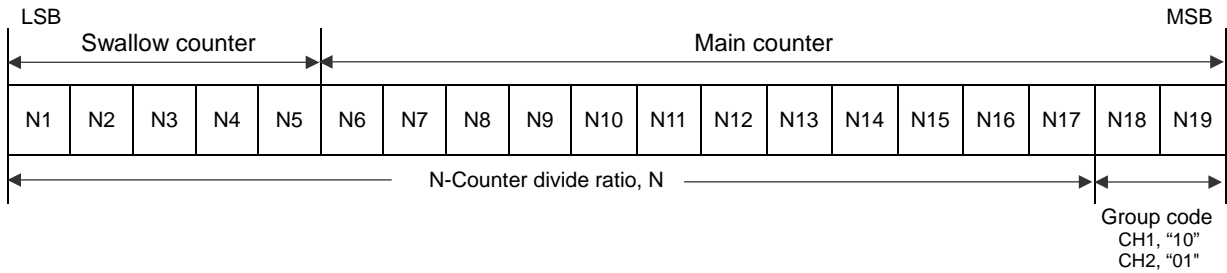 LSB MSB
Swallow counter Main counter
N1 N2 N3 N4 N5 N6 N7 N8 N9 N10 N11 N12 N13 N14 N15 N16 N17 N18 N19
N-Counter divide ratio, N
Group code
CH1, “10”
CH2, “01"